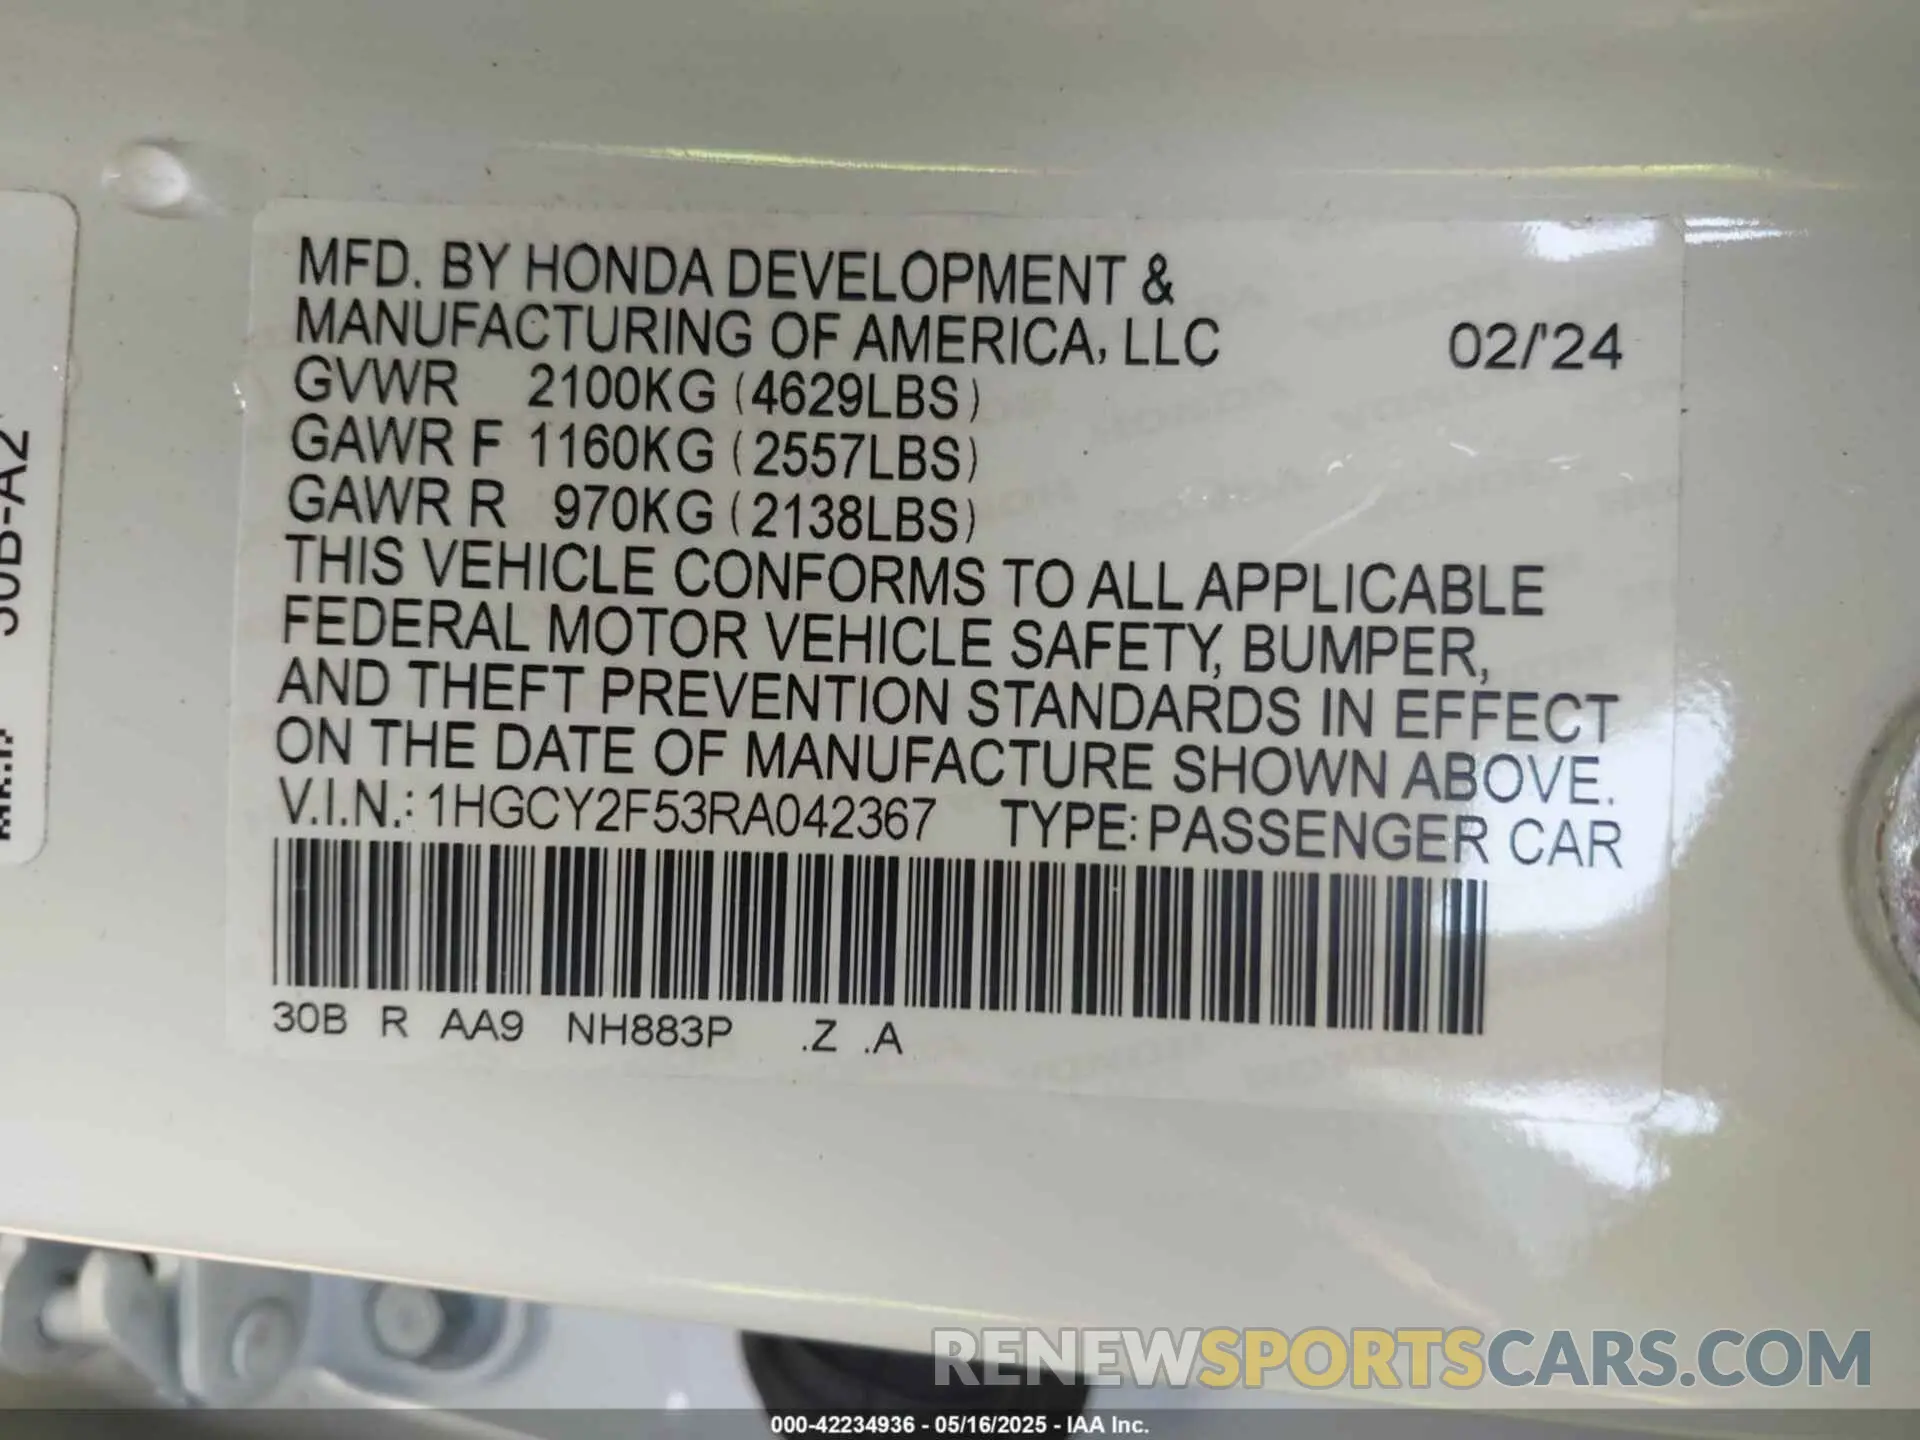 MFD. BY HONDA DEVELOPMENT &
MANUFACTURING OF AMERICA, LLC 02/'24
GVWR 2100KG (4629LBS)
GAWR F 1160KG (2557LBS)
GAWR R 970KG (2138LBS)
THIS VEHICLE CONFORMS TO ALL APPLICABLE
FEDERAL MOTOR VEHICLE SAFETY, BUMPER,
AND THEFT PREVENTION STANDARDS IN EFFECT
ON THE DATE OF MANUFACTURE SHOWN ABOVE.
V.I.N.: 1HGCY2F53RA042367 TYPE: PASSENGER CAR
30B R AA9 NH883P .Z .A
30B-A2
RENEWSPORTSCARS.COM
000-42234936 - 05/16/2025 - IAA Inc.